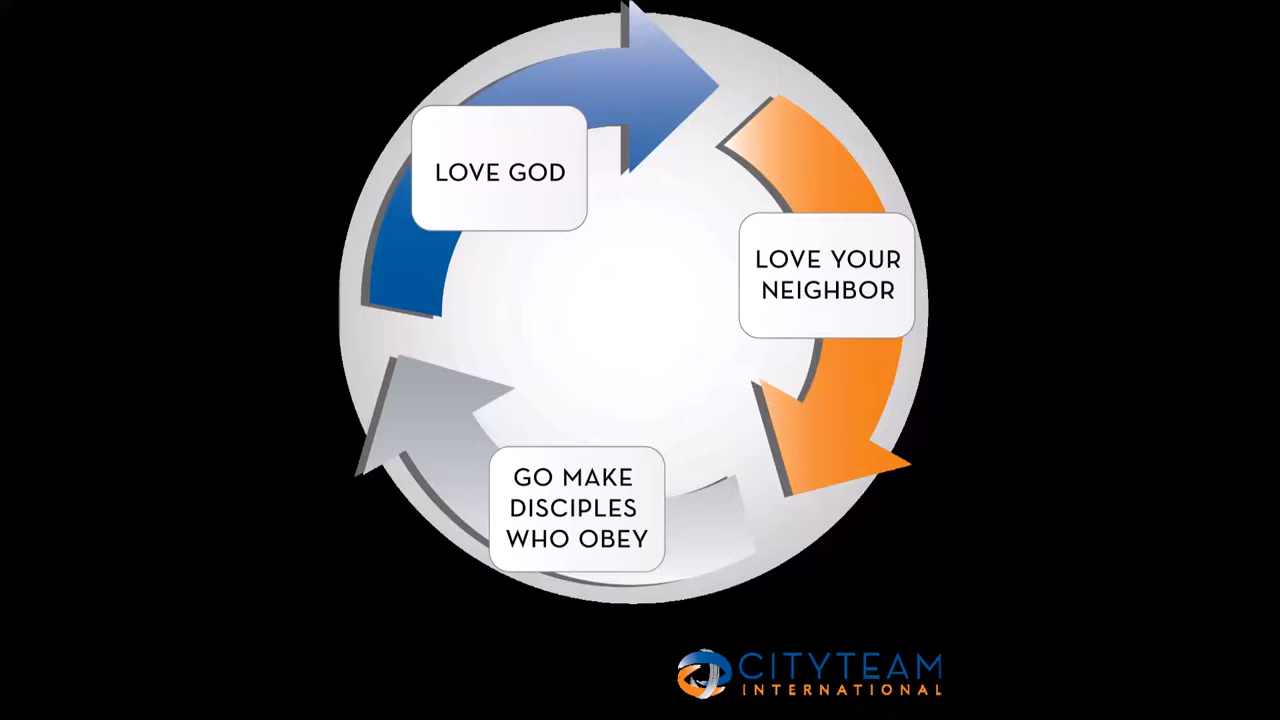 LOVE GOD
LOVE YOUR
NEIGHBOR
GO MAKE
DISCIPLES
WHO OBEY
CITYTEAM
INTERNATIONAL